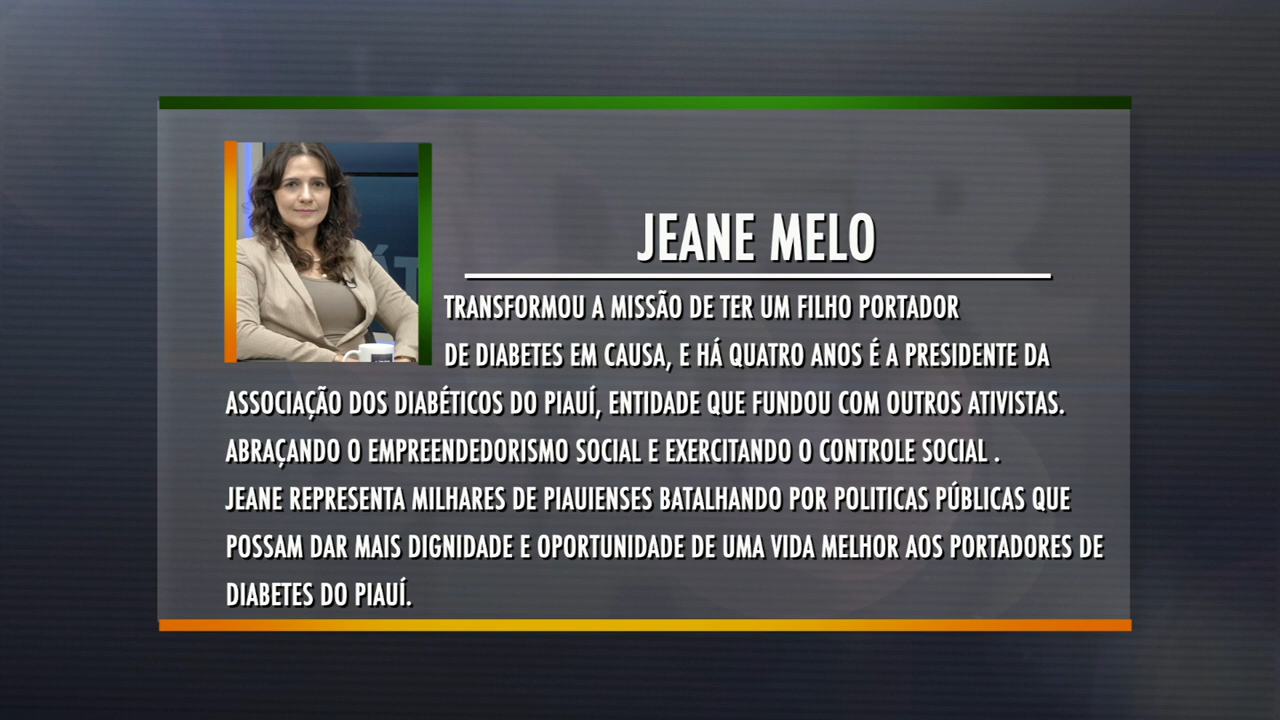 JEANE MELO
TRANSFORMOU A MISSÃO DE TER UM FILHO PORTADOR
DE DIABETES EM CAUSA, E HÁ QUATRO ANOS É A PRESIDENTE DA
ASSOCIAÇÃO DOS DIABÉTICOS DO PIAUÍ, ENTIDADE QUE FUNDOU COM OUTROS ATIVISTAS.
ABRAÇANDO O EMPREENDEDORISMO SOCIAL E EXERCITANDO O CONTROLE SOCIAL .
JEANE REPRESENTA MILHARES DE PIAUIENSES BATALHANDO POR POLITICAS PÚBLICAS QUE
POSSAM DAR MAIS DIGNIDADE E OPORTUNIDADE DE UMA VIDA MELHOR AOS PORTADORES DE
DIABETES DO PIAUÍ.